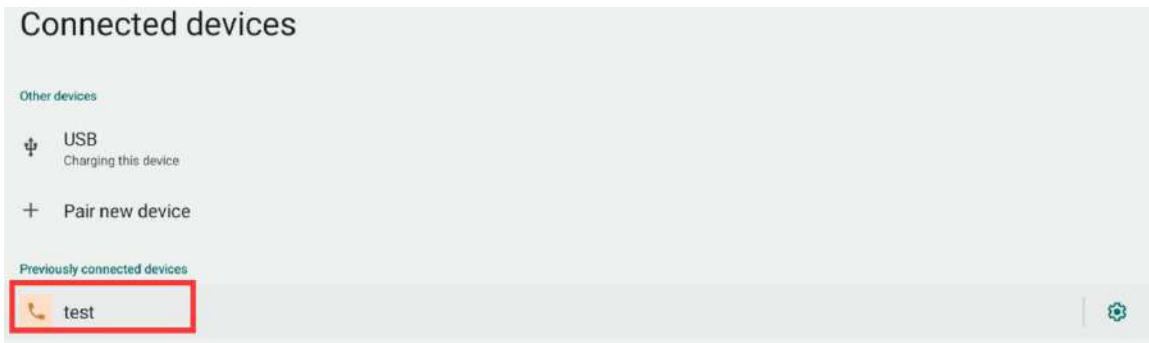 Connected devices
Other devices
USB
Charging this device
Pair new device
Previously connected devices
test